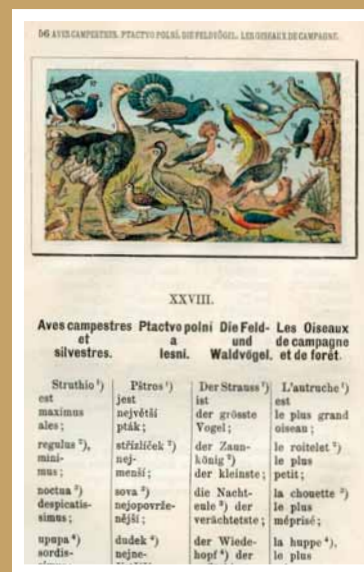 56 AVES CAMPESTRES. PTACTVO POLNÍ. DIE FELDVÖGEL. LES OISEAUX DE CAMPAGNE.
XXVIII.
Aves campestres
et
silvestres.
Ptactvo polní
a
lesní.
Die Feld-
und
Waldvögel.
Les Oiseaux
de campagne
et de forêt.
Struthio ¹)
est
maximus
ales;
regulus ²),
mini-
mus;
noctua ³)
despicatis-
simus;
upupa ⁴)
sordis-
Pštros ¹)
jest
největší
pták;
střízlíček ²)
nej-
menší;
sova ³)
nejopovrže-
nější;
dudek ⁴)
nejne-
Der Strauss ¹)
ist
der grösste
Vogel;
der Zaun-
könig ²)
der kleinste;
die Nacht-
eule ³) der
verächtetste;
der Wiede-
hopf ⁴) der
L'autruche ¹)
est
le plus grand
oiseau;
le roitelet ²)
le plus
petit;
la chouette ³)
le plus
méprisé;
la huppe ⁴),
le plus